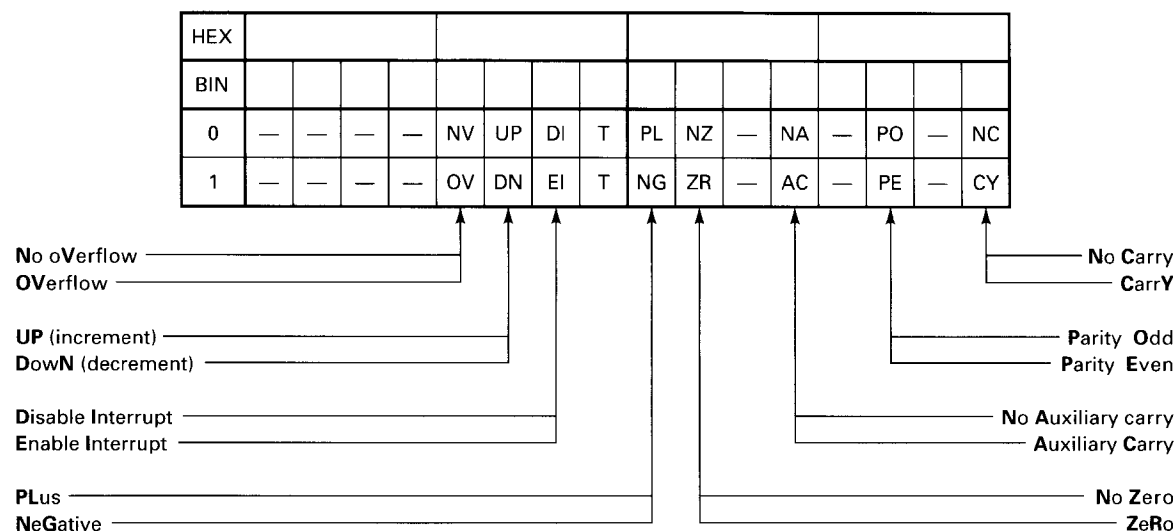 HEX
BIN
0 — — — — NV UP DI T PL NZ — NA — PO — NC
1 — — — — OV DN EI T NG ZR — AC — PE — CY
No oVerflow
OVerflow
UP (increment)
DowN (decrement)
Disable Interrupt
Enable Interrupt
PLus
NeGative
No Carry
CarrY
Parity Odd
Parity Even
No Auxiliary carry
Auxiliary Carry
No Zero
ZeRo